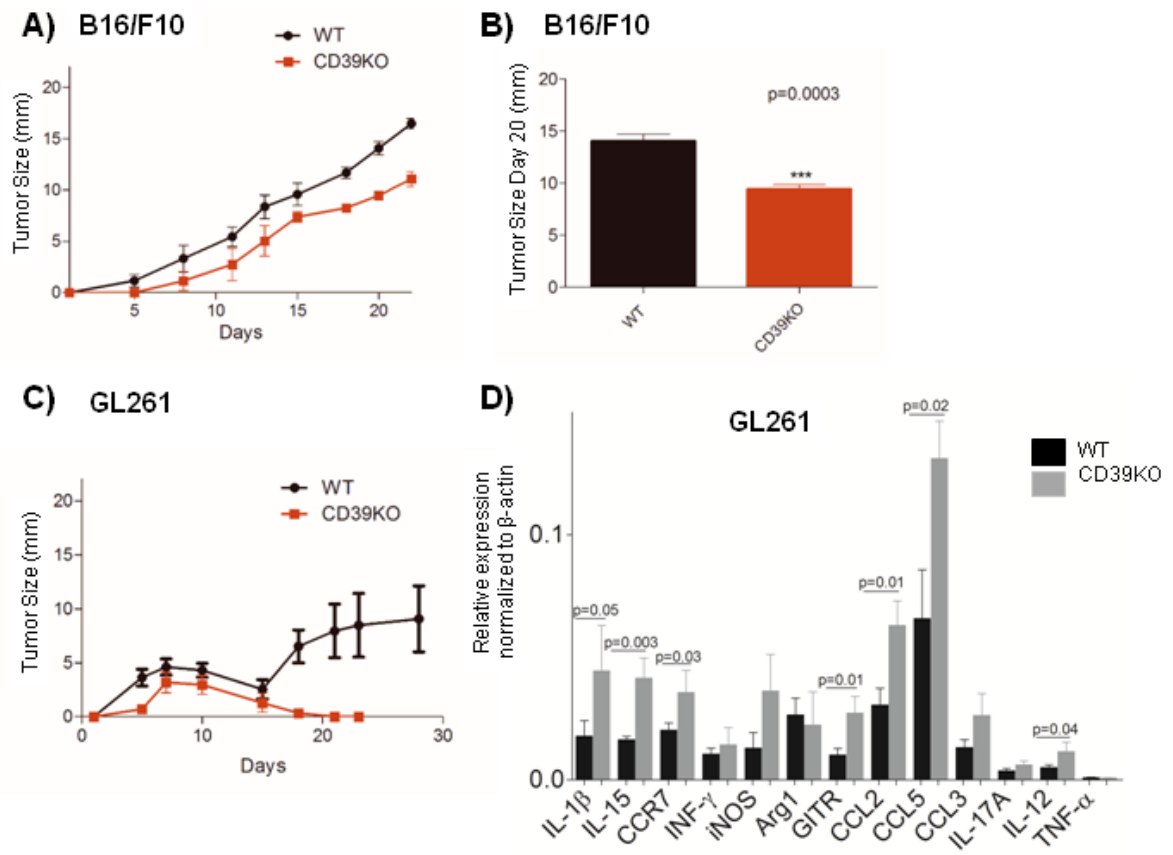 A) B16/F10
WT
CD39KO
Tumor Size (mm)
20
15
10
5
0
5 10 15 20
Days
B) B16/F10
p=0.0003
***
Tumor Size Day 20 (mm)
20
15
10
5
0
WT
CD39KO
C) GL261
WT
CD39KO
Tumor Size (mm)
20
15
10
5
0
0 10 20 30
Days
D) GL261
WT
CD39KO
Relative expression
normalized to β-actin
0.1
0.0
p=0.05
p=0.003
p=0.03
p=0.01
p=0.01
p=0.02
p=0.04
IL-1β
IL-15
CCR7
INF-γ
iNOS
Arg1
GITR
CCL2
CCL5
CCL3
IL-17A
IL-12
TNF-α